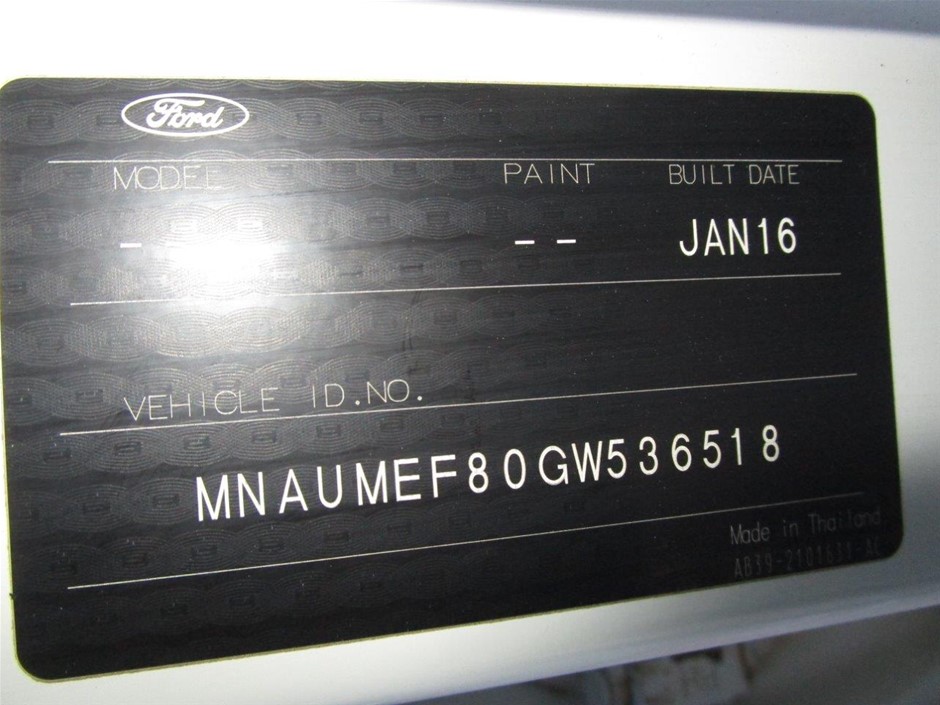 Ford
MODEL PAINT BUILT DATE
- -- JAN16
VEHICLE ID.NO.
MNAUMEF80GW536518
Made in Thailand